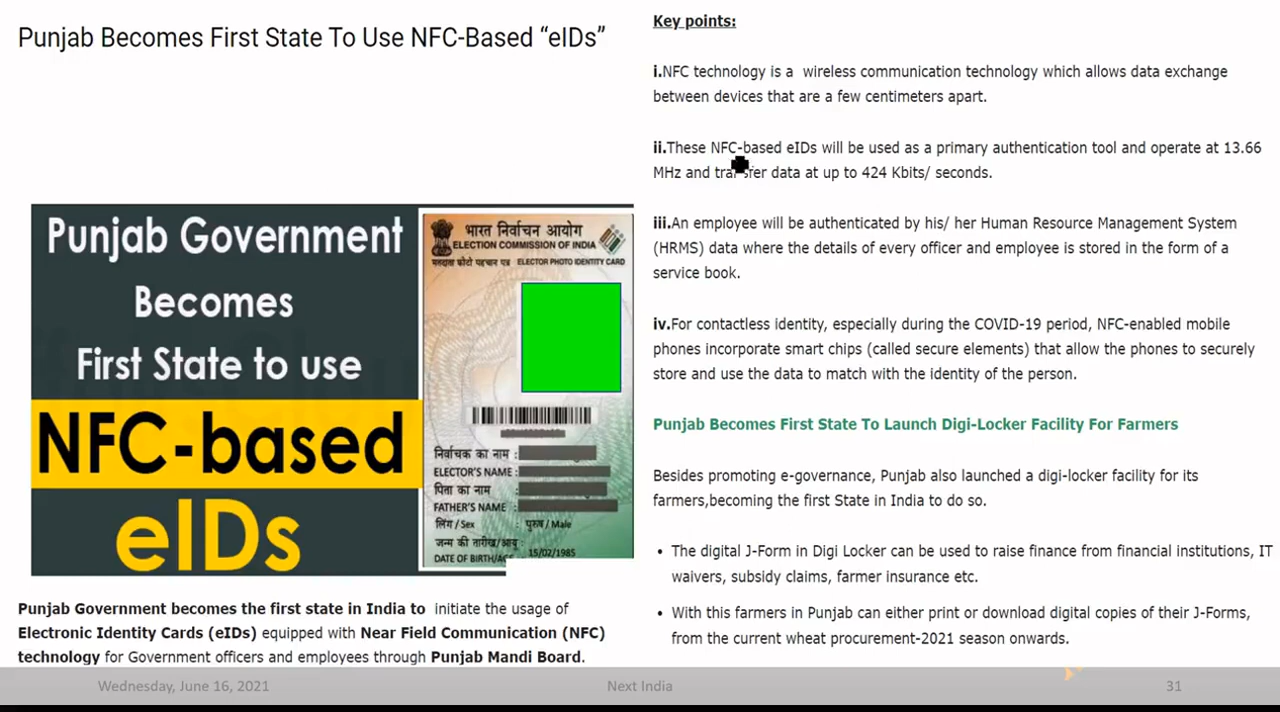 Punjab Becomes First State To Use NFC-Based “eIDs”
Punjab Government
Becomes
First State to use
NFC-based
eIDs
भारत निर्वाचन आयोग
ELECTION COMMISSION OF INDIA
मतदाता फोटो पहचान पत्र ELECTOR PHOTO IDENTITY CARD
निर्वाचक का नाम :
ELECTOR'S NAME :
पिता का नाम :
FATHER'S NAME :
लिंग / Sex : पुरुष / Male
जन्म की तारीख/आयु :
DATE OF BIRTH/AGE 15/02/1985
Punjab Government becomes the first state in India to initiate the usage of
Electronic Identity Cards (eIDs) equipped with Near Field Communication (NFC)
technology for Government officers and employees through Punjab Mandi Board.
Key points:
i.NFC technology is a wireless communication technology which allows data exchange
between devices that are a few centimeters apart.
ii.These NFC-based eIDs will be used as a primary authentication tool and operate at 13.66
MHz and transfer data at up to 424 Kbits/ seconds.
iii.An employee will be authenticated by his/ her Human Resource Management System
(HRMS) data where the details of every officer and employee is stored in the form of a
service book.
iv.For contactless identity, especially during the COVID-19 period, NFC-enabled mobile
phones incorporate smart chips (called secure elements) that allow the phones to securely
store and use the data to match with the identity of the person.
Punjab Becomes First State To Launch Digi-Locker Facility For Farmers
Besides promoting e-governance, Punjab also launched a digi-locker facility for its
farmers,becoming the first State in India to do so.
• The digital J-Form in Digi Locker can be used to raise finance from financial institutions, IT
waivers, subsidy claims, farmer insurance etc.
• With this farmers in Punjab can either print or download digital copies of their J-Forms,
from the current wheat procurement-2021 season onwards.
Wednesday, June 16, 2021
Next India
31